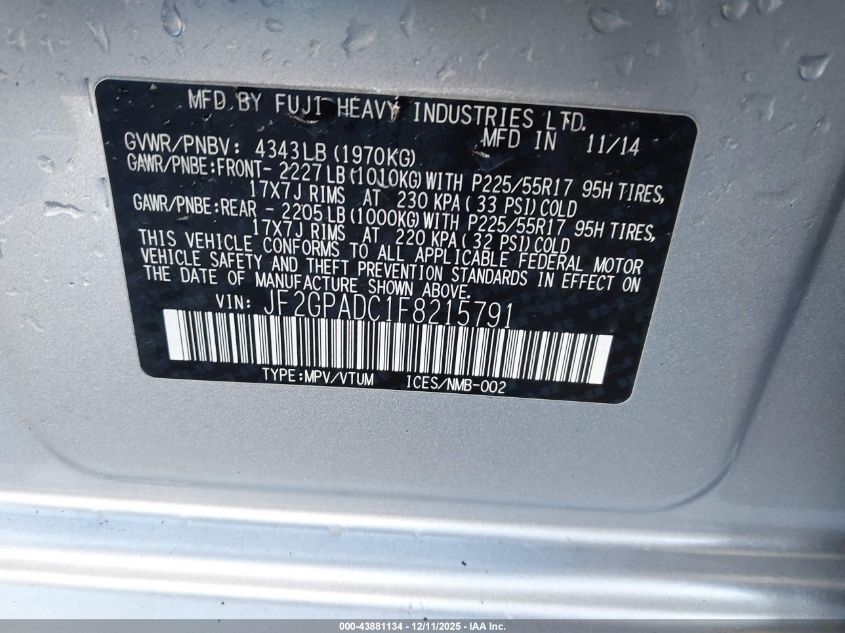 MFD.BY FUJI HEAVY INDUSTRIES LTD.
MFD IN 11/14
GVWR/PNBV: 4343LB(1970KG)
GAWR/PNBE:FRONT-2227LB(1010KG)WITH P225/55R17 95H TIRES,
17X7J RIMS AT 230 KPA(33 PSI)COLD
GAWR/PNBE:REAR -2205LB(1000KG)WITH P225/55R17 95H TIRES,
17X7J RIMS AT 220 KPA(32 PSI)COLD
THIS VEHICLE CONFORMS TO ALL APPLICABLE FEDERAL MOTOR
VEHICLE SAFETY AND THEFT PREVENTION STANDARDS IN EFFECT ON
THE DATE OF MANUFACTURE SHOWN ABOVE.
VIN: JF2GPADC1F8215791
TYPE:MPV/VTUM ICES/NMB-002
000-43881134 - 12/11/2025 - IAA Inc.